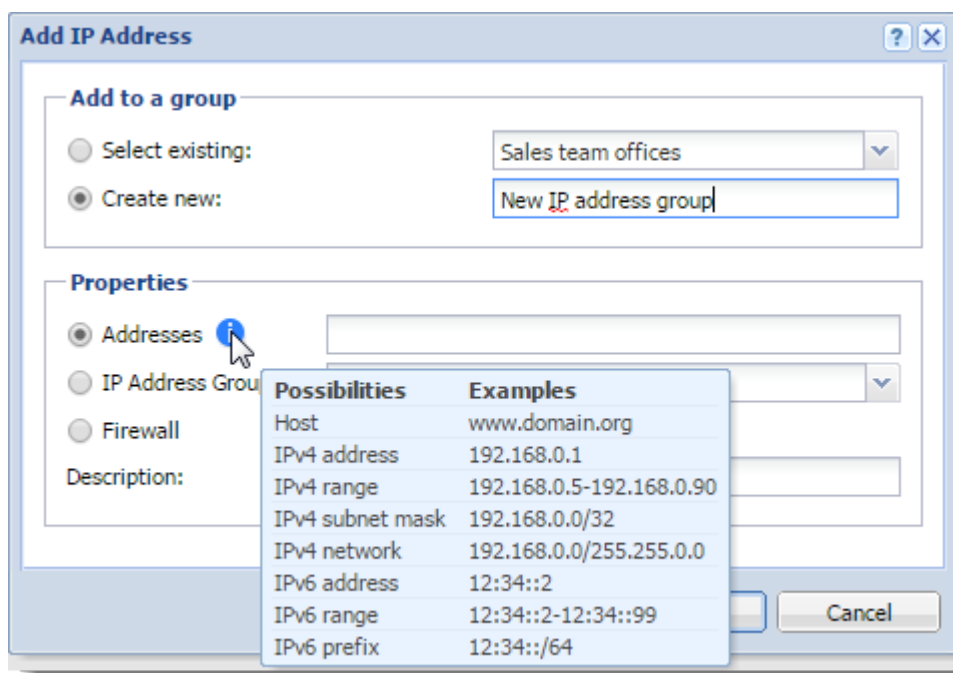 Add IP Address ?
Add to a group
Select existing: Sales team offices
Create new: New IP address group
Properties
Addresses i
IP Address Grou
Possibilities Examples
Host www.domain.org
Firewall
IPv4 address 192.168.0.1
Description:
IPv4 range 192.168.0.5-192.168.0.90
IPv4 subnet mask 192.168.0.0/32
IPv4 network 192.168.0.0/255.255.0.0
IPv6 address 12:34::2
IPv6 range 12:34::2-12:34::99
IPv6 prefix 12:34::/64
Cancel